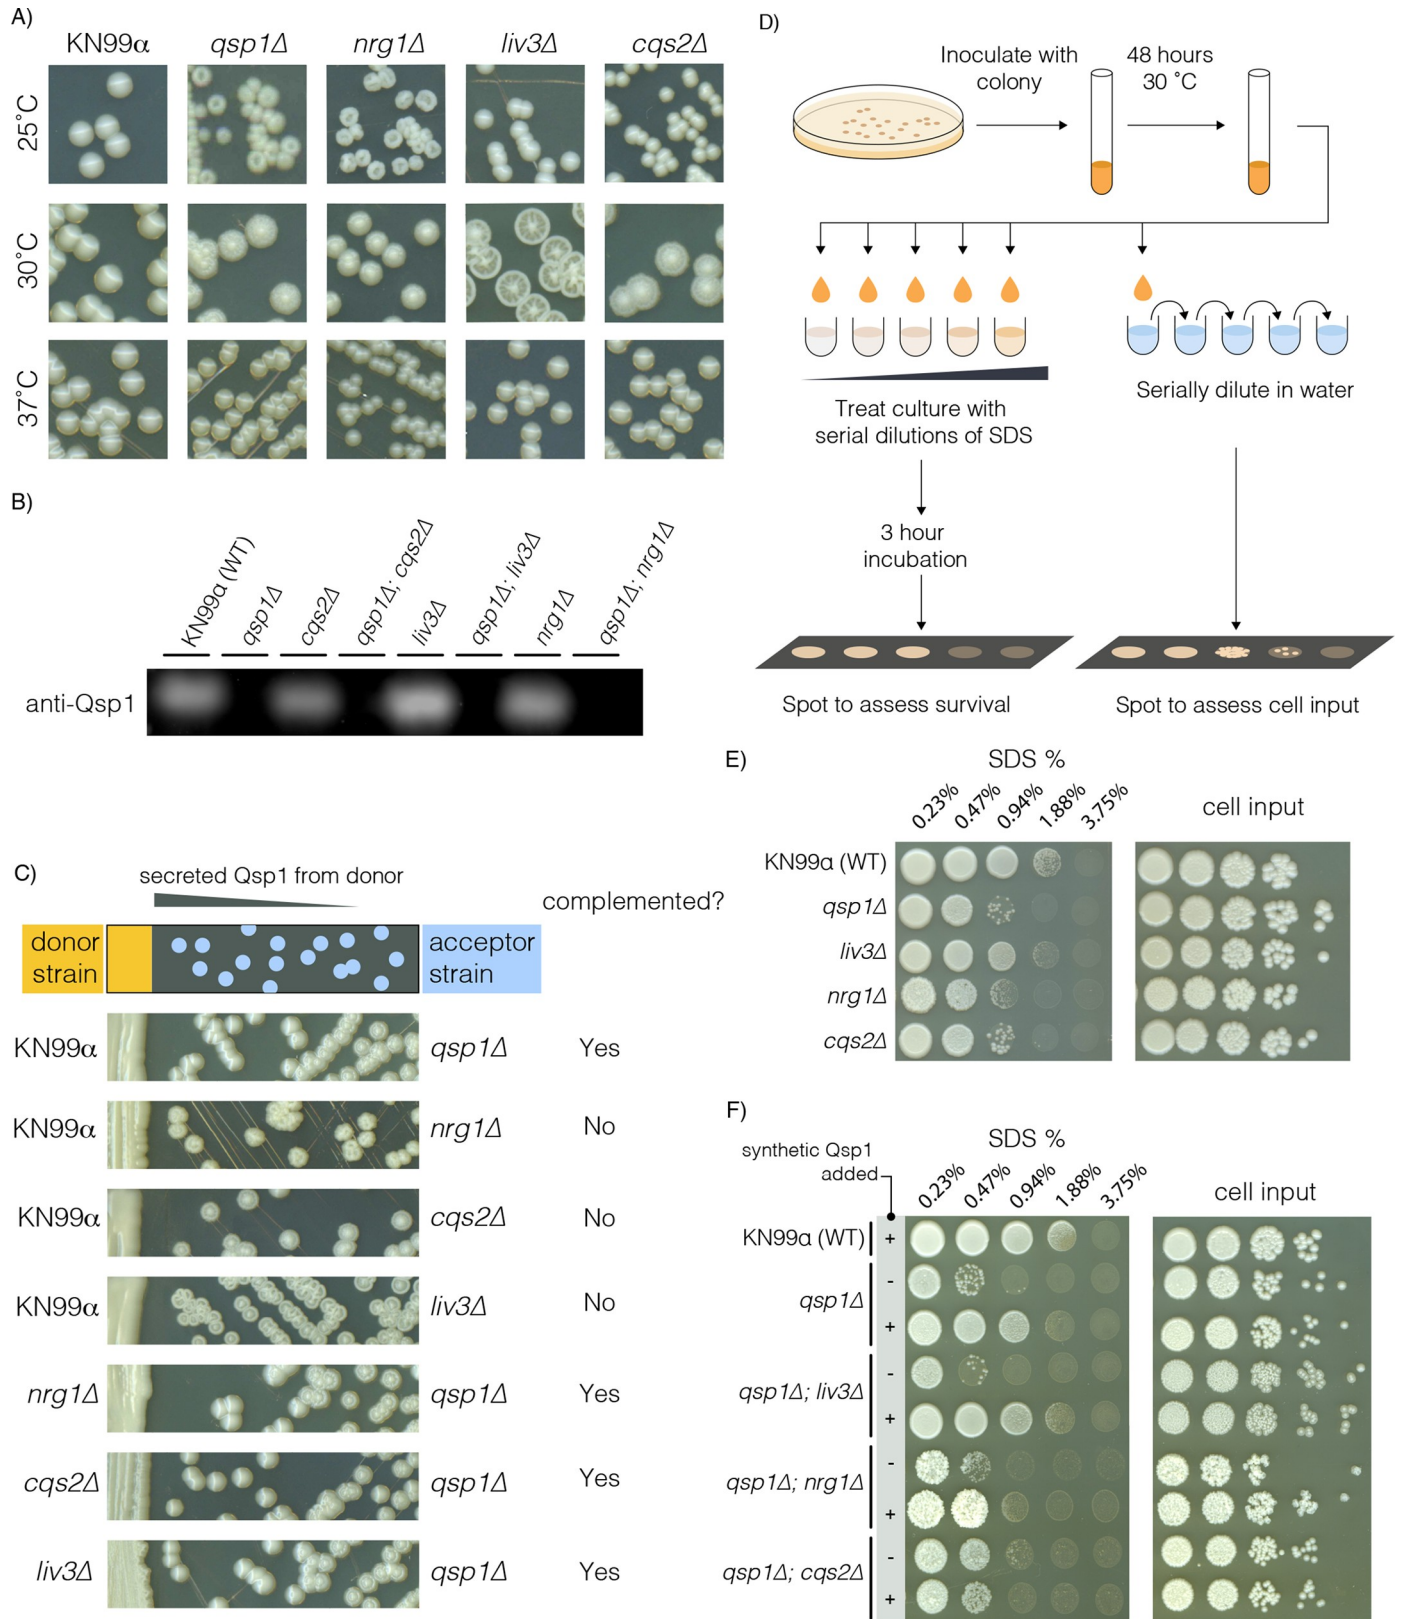 A)
KN99α qsp1Δ nrg1Δ liv3Δ cqs2Δ
25˚C
30˚C
37˚C
B)
KN99α (WT)
qsp1Δ
cqs2Δ
qsp1Δ; cqs2Δ
liv3Δ
qsp1Δ; liv3Δ
nrg1Δ
qsp1Δ; nrg1Δ
anti-Qsp1
C)
secreted Qsp1 from donor
complemented?
donor
strain
acceptor
strain
KN99α qsp1Δ Yes
KN99α nrg1Δ No
KN99α cqs2Δ No
KN99α liv3Δ No
nrg1Δ qsp1Δ Yes
cqs2Δ qsp1Δ Yes
liv3Δ qsp1Δ Yes
D)
Inoculate with
colony
48 hours
30 ˚C
Treat culture with
serial dilutions of SDS
Serially dilute in water
3 hour
incubation
Spot to assess survival
Spot to assess cell input
E)
SDS %
0.23% 0.47% 0.94% 1.88% 3.75%
cell input
KN99α (WT)
qsp1Δ
liv3Δ
nrg1Δ
cqs2Δ
F)
synthetic Qsp1
added
SDS %
0.23% 0.47% 0.94% 1.88% 3.75%
cell input
KN99α (WT) +
-
qsp1Δ
+
-
qsp1Δ; liv3Δ
+
-
qsp1Δ; nrg1Δ
+
-
qsp1Δ; cqs2Δ
+